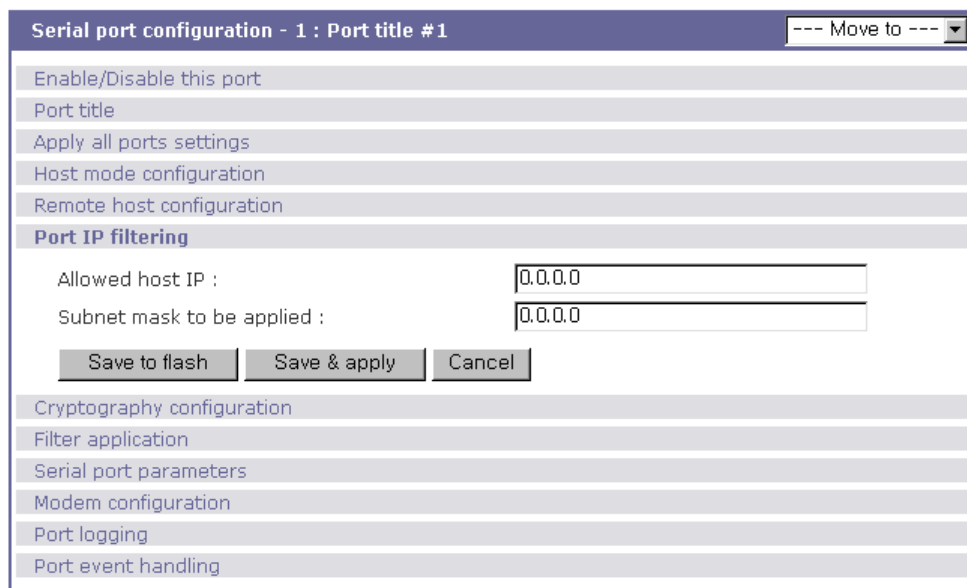 Serial port configuration - 1 : Port title #1 --- Move to ---
Enable/Disable this port
Port title
Apply all ports settings
Host mode configuration
Remote host configuration
Port IP filtering
Allowed host IP : 0.0.0.0
Subnet mask to be applied : 0.0.0.0
Save to flash Save & apply Cancel
Cryptography configuration
Filter application
Serial port parameters
Modem configuration
Port logging
Port event handling